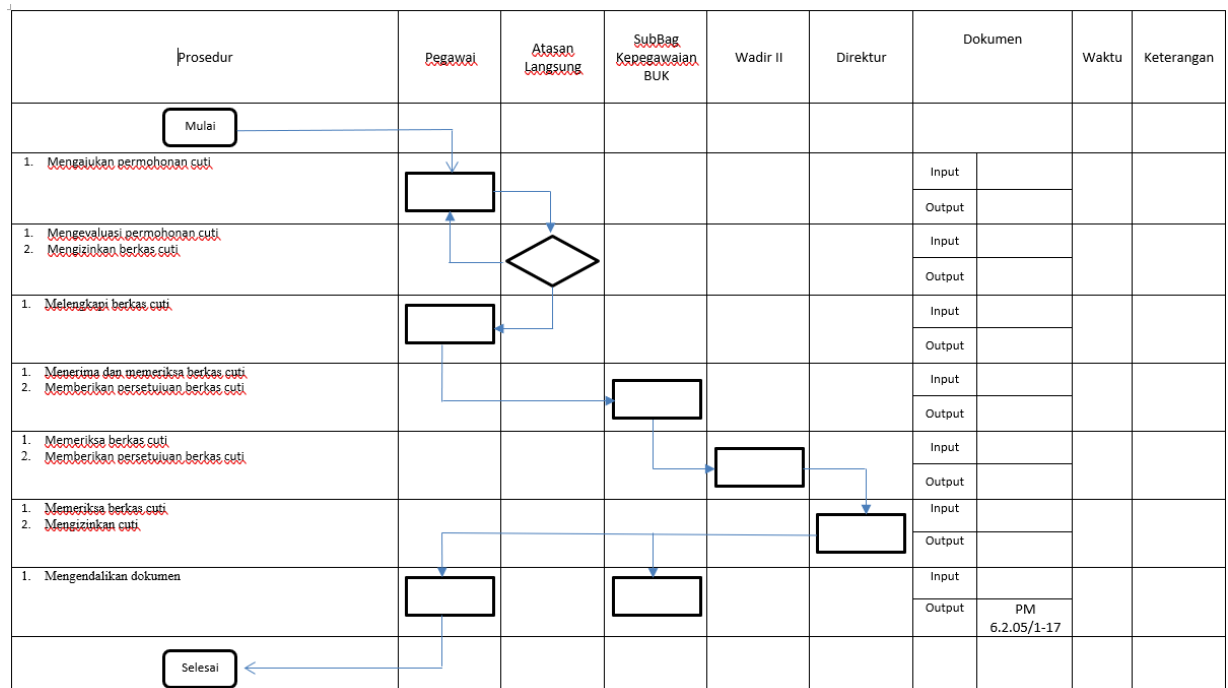 Prosedur
Pegawai
Atasan
Langsung
SubBag
Kepegawaian
BUK
Wadir II
Direktur
Dokumen
Waktu
Keterangan
Mulai
1. Mengajukan permohonan cuti
Input
Output
1. Mengevaluasi permohonan cuti
2. Mengizinkan berkas cuti
Input
Output
1. Melengkapi berkas cuti
Input
Output
1. Menerima dan memeriksa berkas cuti
2. Memberikan persetujuan berkas cuti
Input
Output
1. Memeriksa berkas cuti
2. Memberikan persetujuan berkas cuti
Input
Output
1. Memeriksa berkas cuti
2. Mengizinkan cuti
Input
Output
1. Mengendalikan dokumen
Input
Output
PM
6.2.05/1-17
Selesai